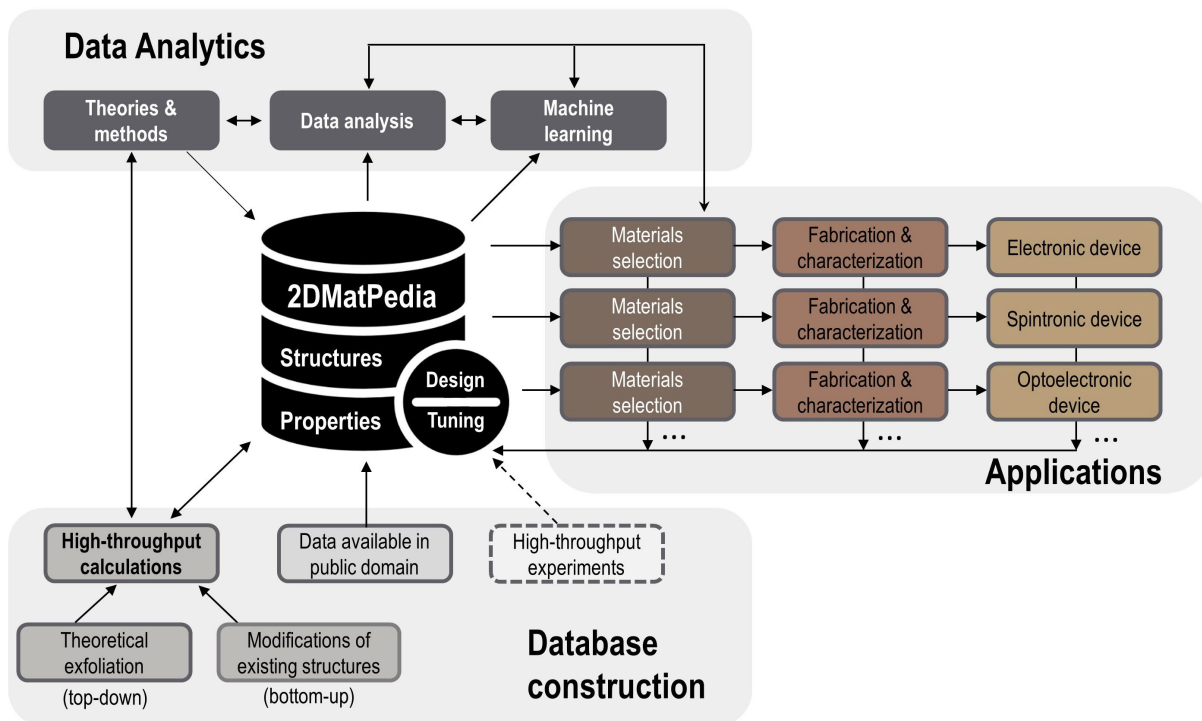 Data Analytics
Theories &
methods
Data analysis
Machine
learning
2DMatPedia
Structures
Properties
Design
Tuning
Materials
selection
Fabrication &
characterization
Electronic device
Materials
selection
Fabrication &
characterization
Spintronic device
Materials
selection
Fabrication &
characterization
Optoelectronic
device
...
...
...
Applications
High-throughput
calculations
Data available in
public domain
High-throughput
experiments
Theoretical
exfoliation
(top-down)
Modifications of
existing structures
(bottom-up)
Database
construction